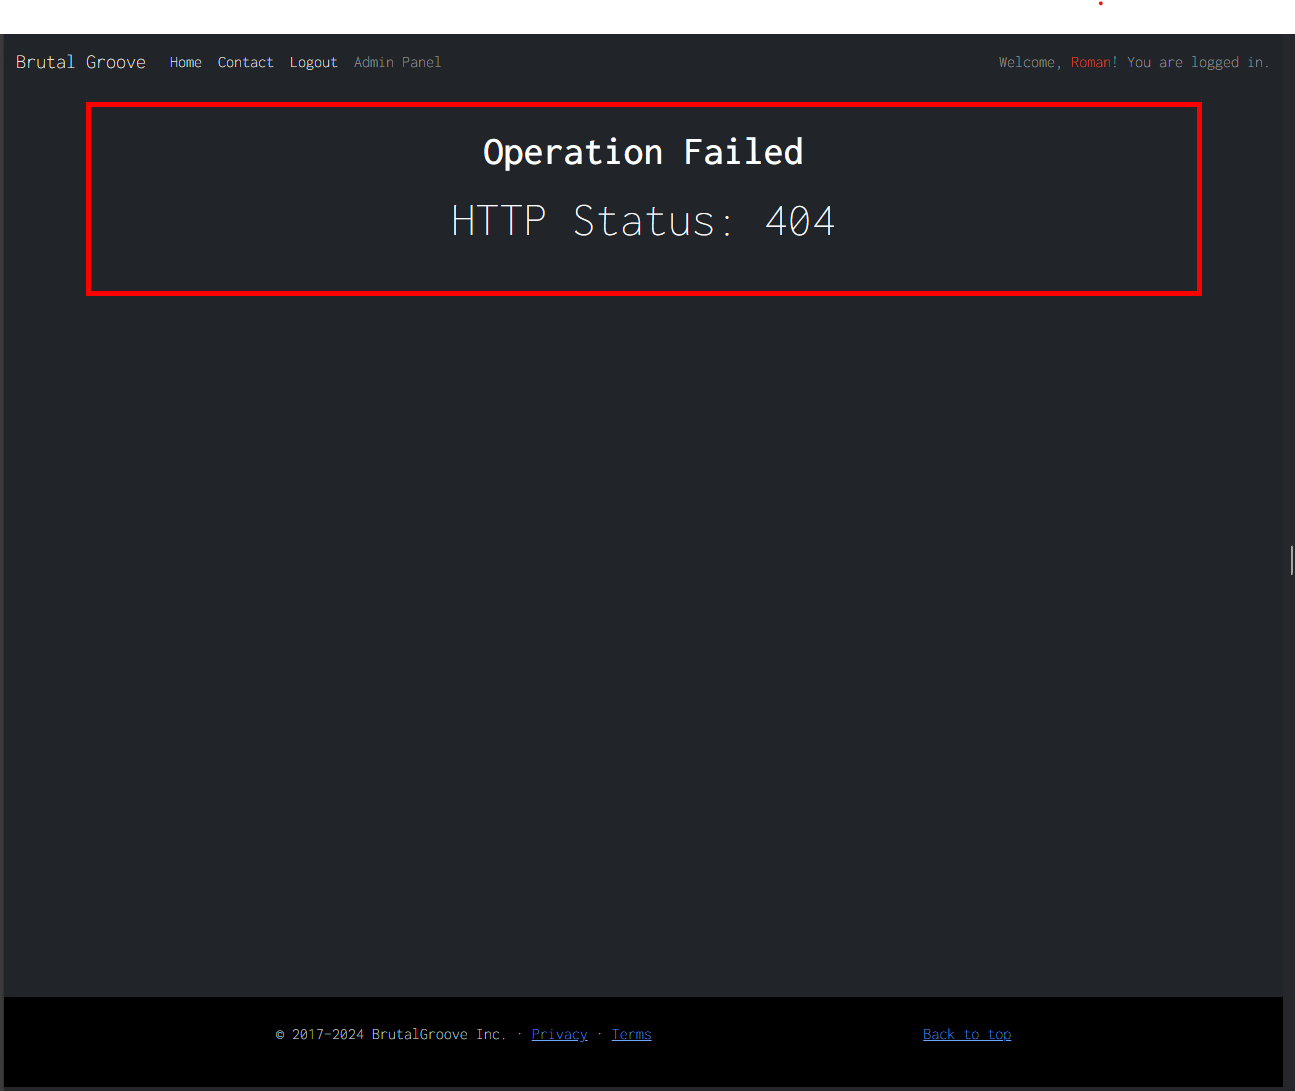 Brutal Groove Home Contact Logout Admin Panel Welcome, Roman! You are logged in.
Operation Failed
HTTP Status: 404
© 2017-2024 BrutalGroove Inc. · Privacy · Terms Back to top